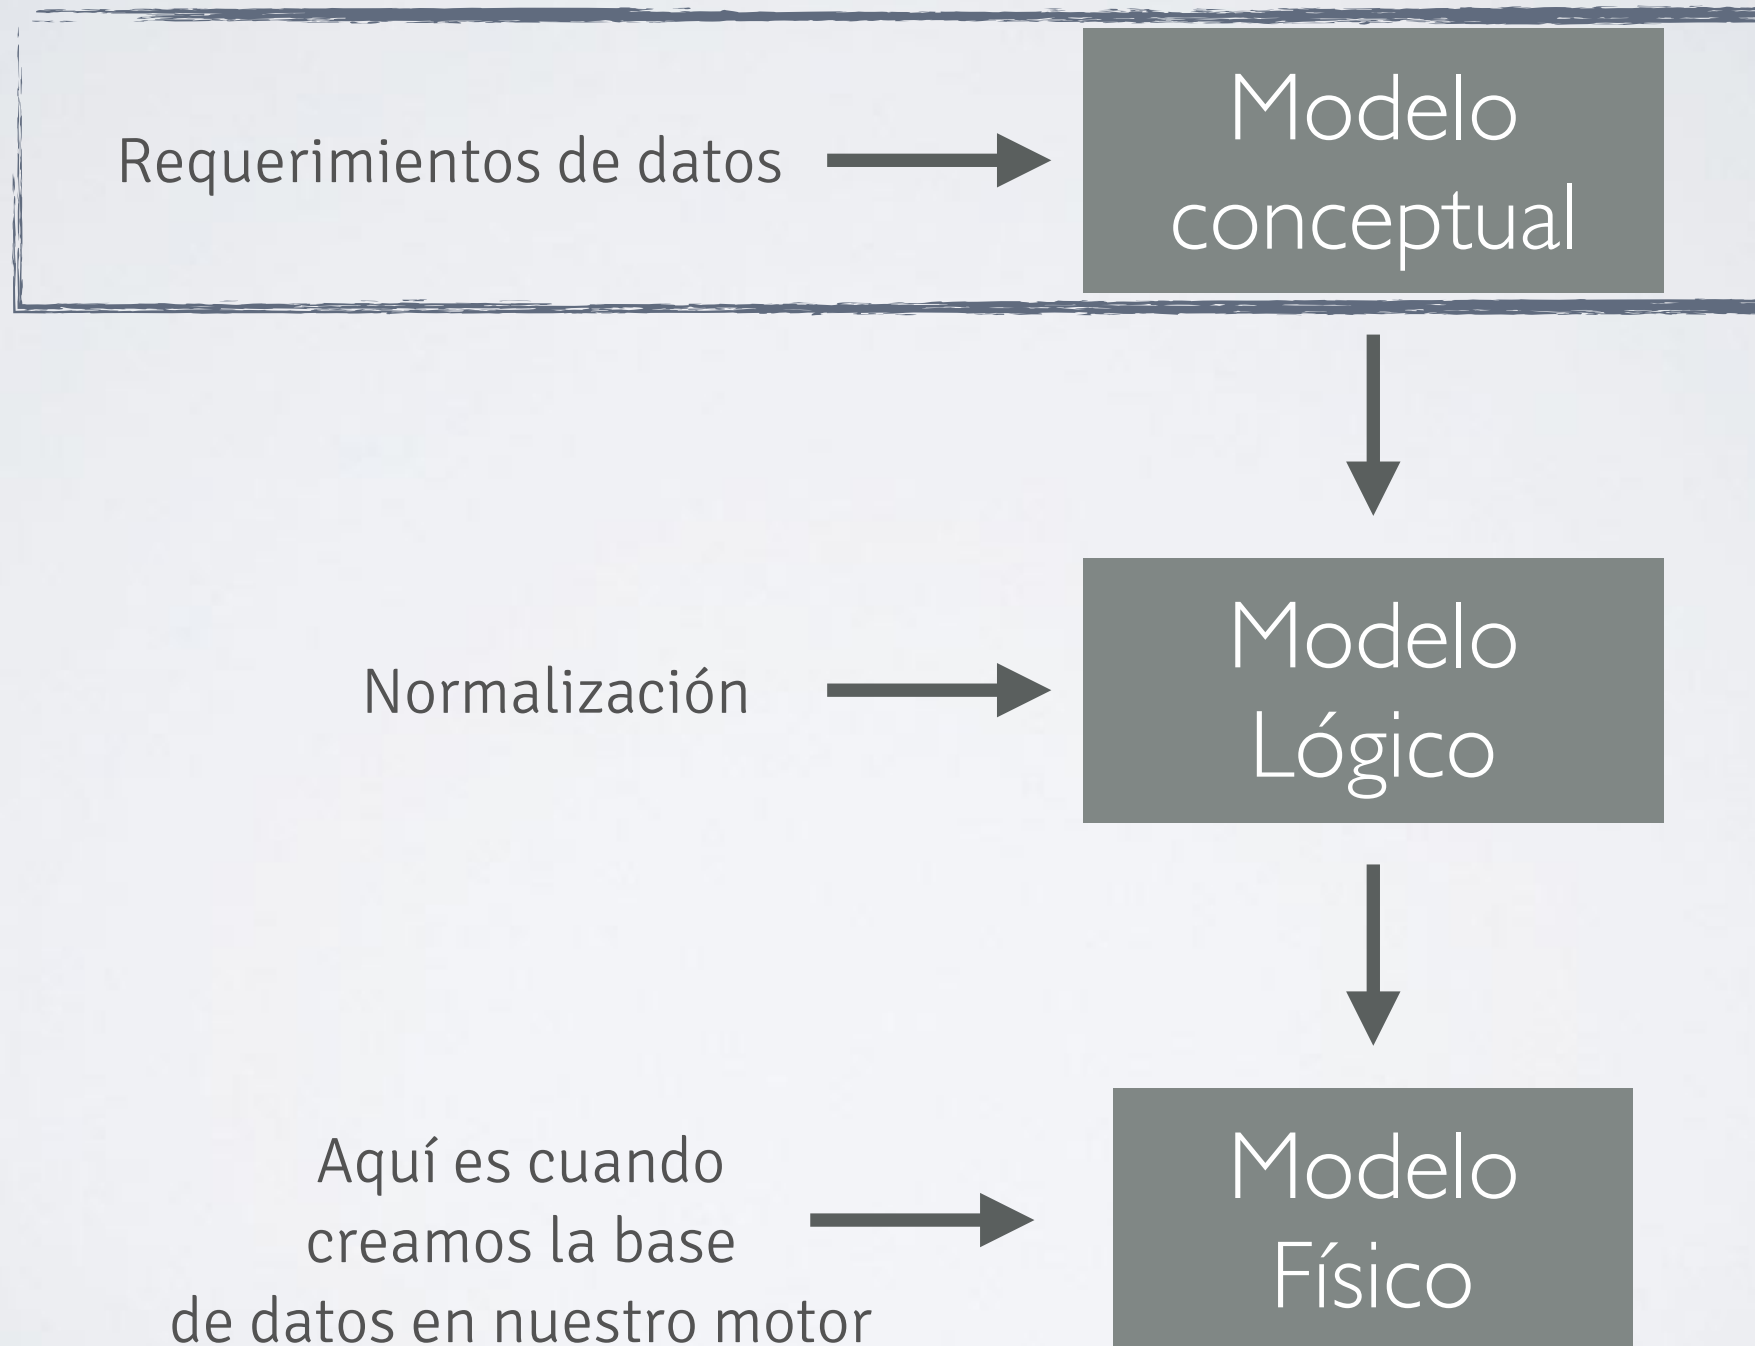 Requerimientos de datos
Modelo
conceptual
Normalización
Modelo
Lógico
Aquí es cuando
creamos la base
de datos en nuestro motor
Modelo
Físico